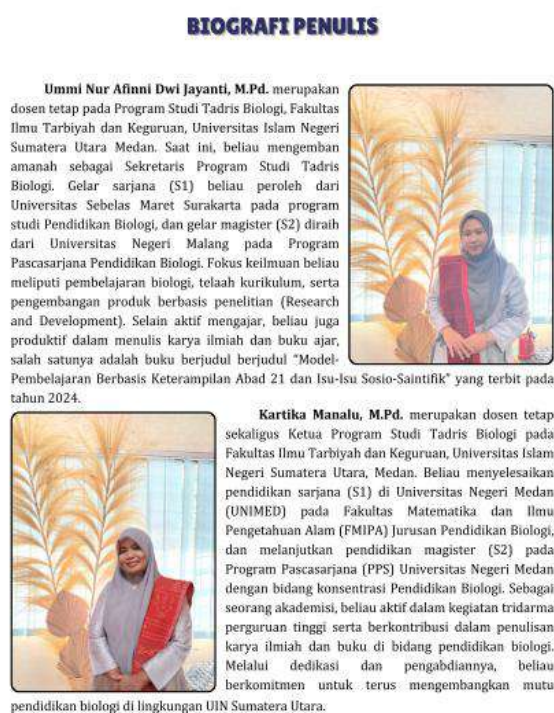 BIOGRAFI PENULIS
Ummi Nur Afinni Dwi Jayanti, M.Pd. merupakan
dosen tetap pada Program Studi Tadris Biologi, Fakultas
Ilmu Tarbiyah dan Keguruan, Universitas Islam Negeri
Sumatera Utara Medan. Saat ini, beliau mengemban
amanah sebagai Sekretaris Program Studi Tadris
Biologi. Gelar sarjana (S1) beliau peroleh dari
Universitas Sebelas Maret Surakarta pada program
studi Pendidikan Biologi, dan gelar magister (S2) diraih
dari Universitas Negeri Malang pada Program
Pascasarjana Pendidikan Biologi. Fokus keilmuan beliau
meliputi pembelajaran biologi, telaah kurikulum, serta
pengembangan produk berbasis penelitian (Research
and Development). Selain aktif mengajar, beliau juga
produktif dalam menulis karya ilmiah dan buku ajar,
salah satunya adalah buku berjudul berjudul "Model-
Pembelajaran Berbasis Keterampilan Abad 21 dan Isu-Isu Sosio-Saintifik" yang terbit pada
tahun 2024.
Kartika Manalu, M.Pd. merupakan dosen tetap
sekaligus Ketua Program Studi Tadris Biologi pada
Fakultas Ilmu Tarbiyah dan Keguruan, Universitas Islam
Negeri Sumatera Utara, Medan. Beliau menyelesaikan
pendidikan sarjana (S1) di Universitas Negeri Medan
(UNIMED) pada Fakultas Matematika dan Ilmu
Pengetahuan Alam (FMIPA) Jurusan Pendidikan Biologi,
dan melanjutkan pendidikan magister (S2) pada
Program Pascasarjana (PPS) Universitas Negeri Medan
dengan bidang konsentrasi Pendidikan Biologi. Sebagai
seorang akademisi, beliau aktif dalam kegiatan tridarma
perguruan tinggi serta berkontribusi dalam penulisan
karya ilmiah dan buku di bidang pendidikan biologi.
Melalui dedikasi dan pengabdiannya, beliau
berkomitmen untuk terus mengembangkan mutu
pendidikan biologi di lingkungan UIN Sumatera Utara.